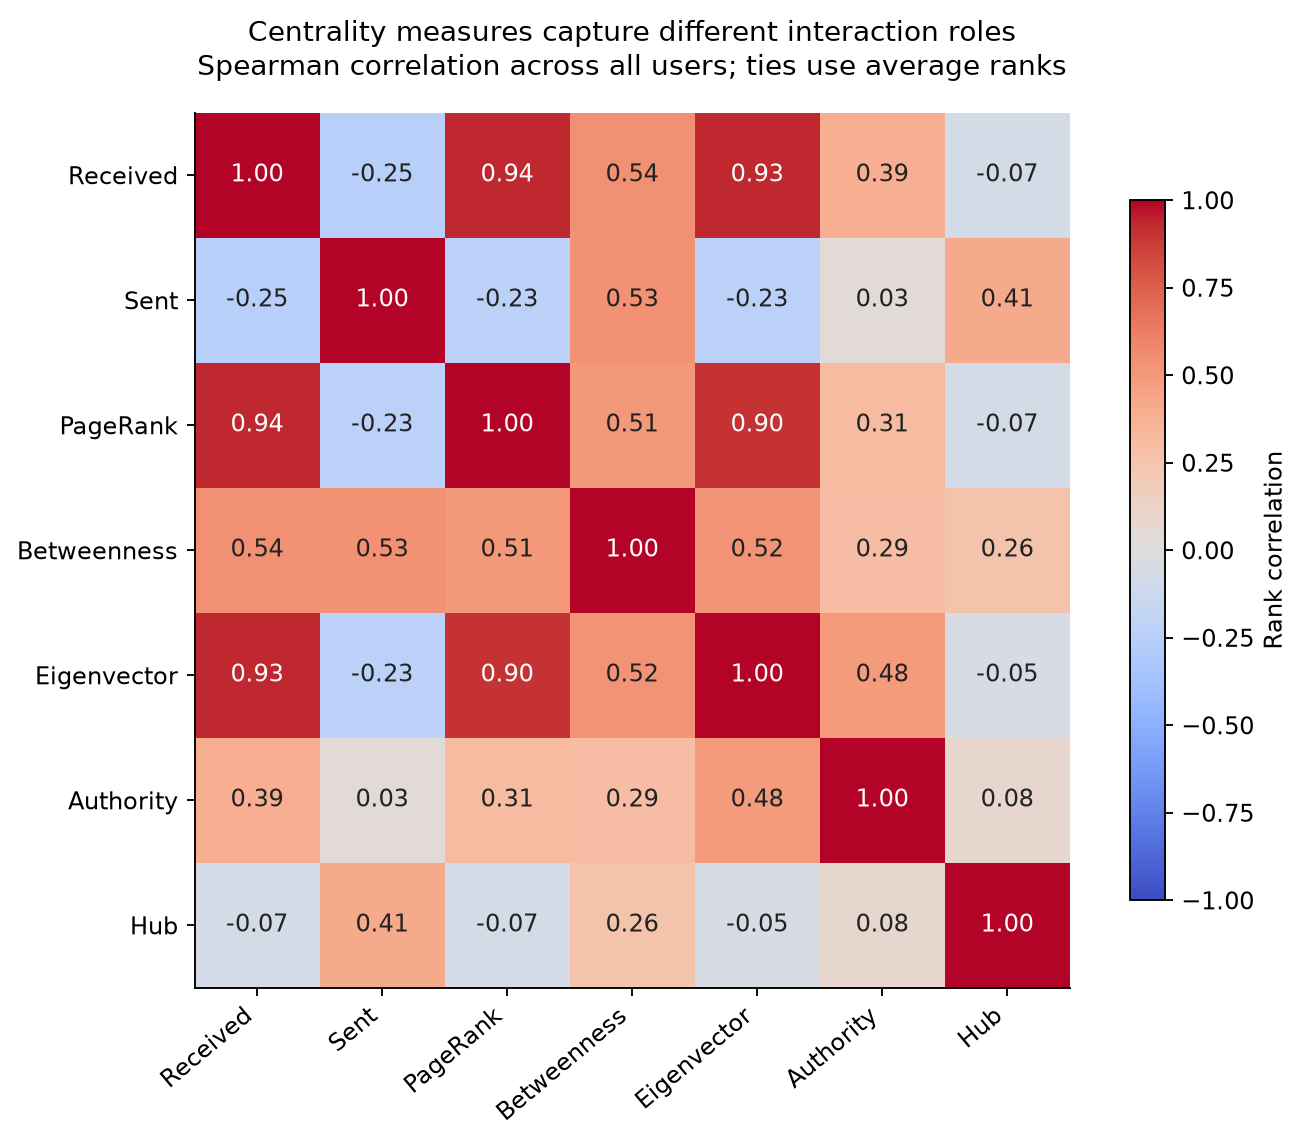 Centrality measures capture different interaction roles
Spearman correlation across all users; ties use average ranks
Received 1.00 -0.25 0.94 0.54 0.93 0.39 -0.07
Sent -0.25 1.00 -0.23 0.53 -0.23 0.03 0.41
PageRank 0.94 -0.23 1.00 0.51 0.90 0.31 -0.07
Betweenness 0.54 0.53 0.51 1.00 0.52 0.29 0.26
Eigenvector 0.93 -0.23 0.90 0.52 1.00 0.48 -0.05
Authority 0.39 0.03 0.31 0.29 0.48 1.00 0.08
Hub -0.07 0.41 -0.07 0.26 -0.05 0.08 1.00
Received Sent PageRank Betweenness Eigenvector Authority Hub
1.00
0.75
0.50
0.25
0.00
−0.25
−0.50
−0.75
−1.00
Rank correlation